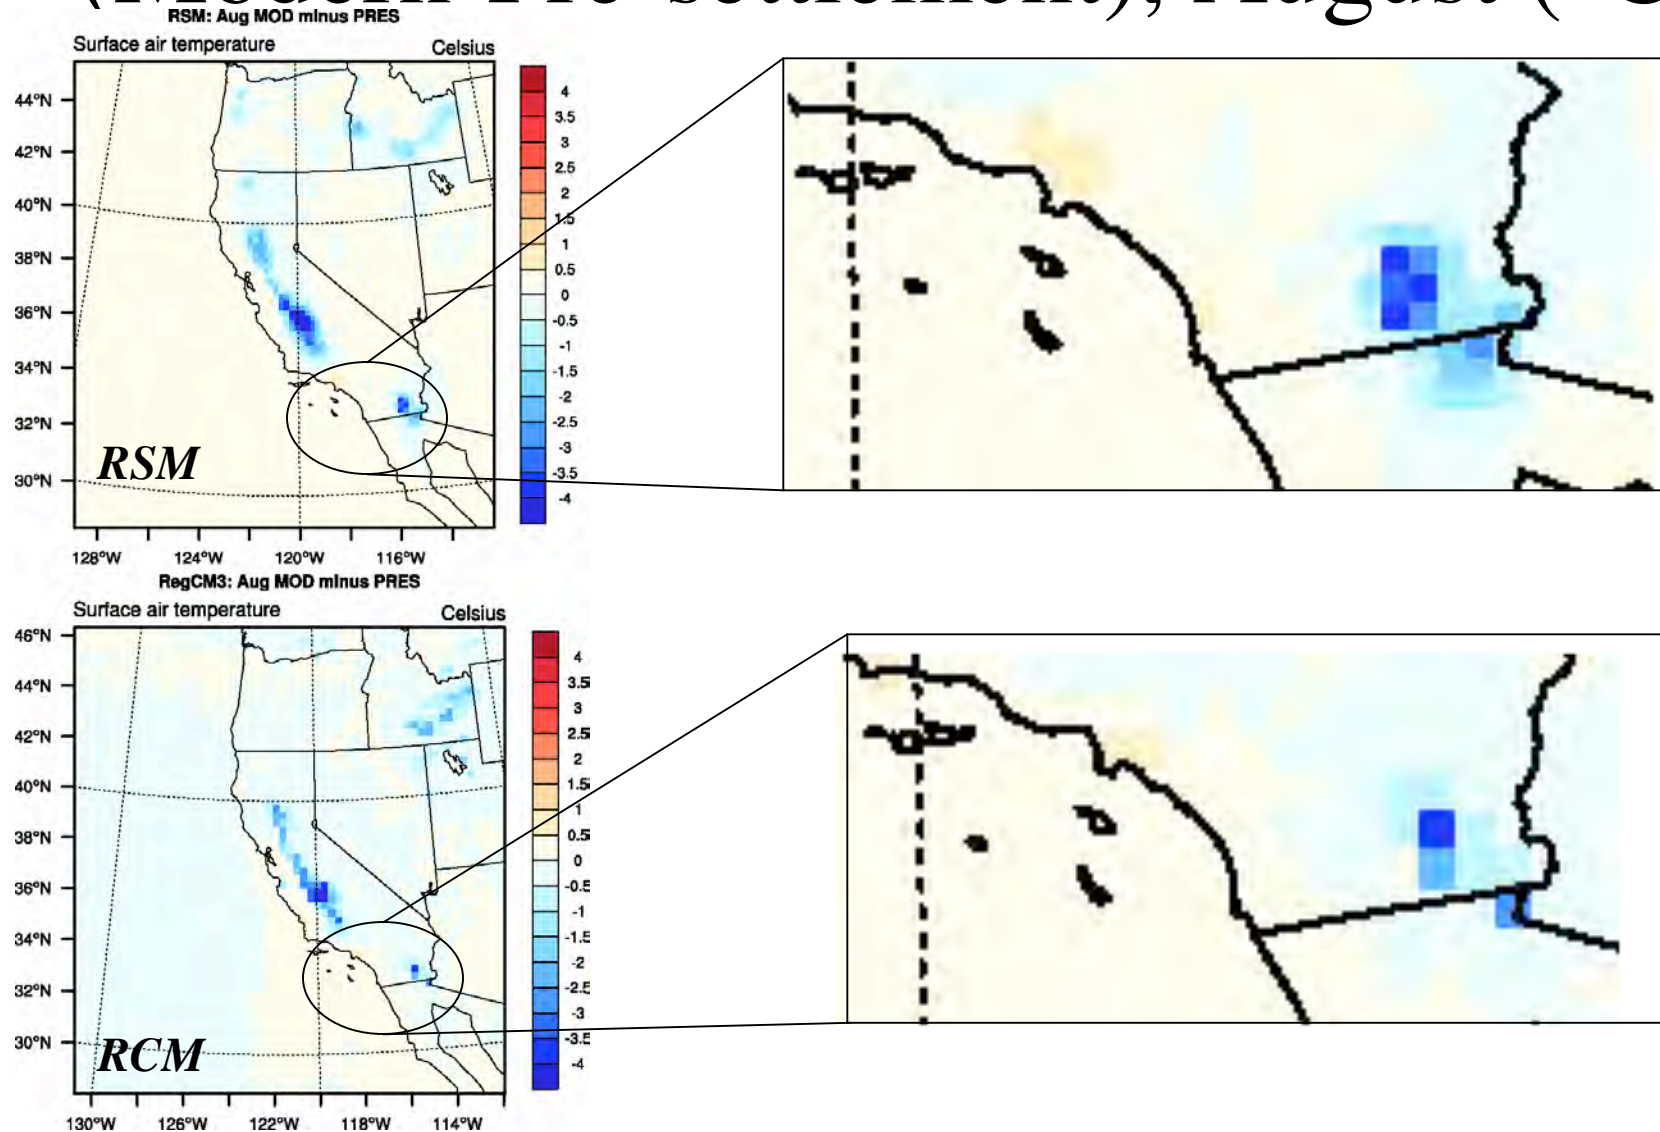 (Modern-Pre-settlement), August (°C
RSM: Aug MOD minus PRES
Surface air temperature Celsius
44°N
42°N
40°N
38°N
36°N
34°N
32°N
30°N
4
3.5
3
2.5
2
1.5
1
0.5
0
-0.5
-1
-1.5
-2
-2.5
-3
-3.5
-4
RSM
128°W 124°W 120°W 116°W
RegCM3: Aug MOD minus PRES
Surface air temperature Celsius
46°N
44°N
42°N
40°N
38°N
36°N
34°N
32°N
30°N
4
3.5
3
2.5
2
1.5
1
0.5
0
-0.5
-1
-1.5
-2
-2.5
-3
-3.5
-4
RCM
130°W 126°W 122°W 118°W 114°W